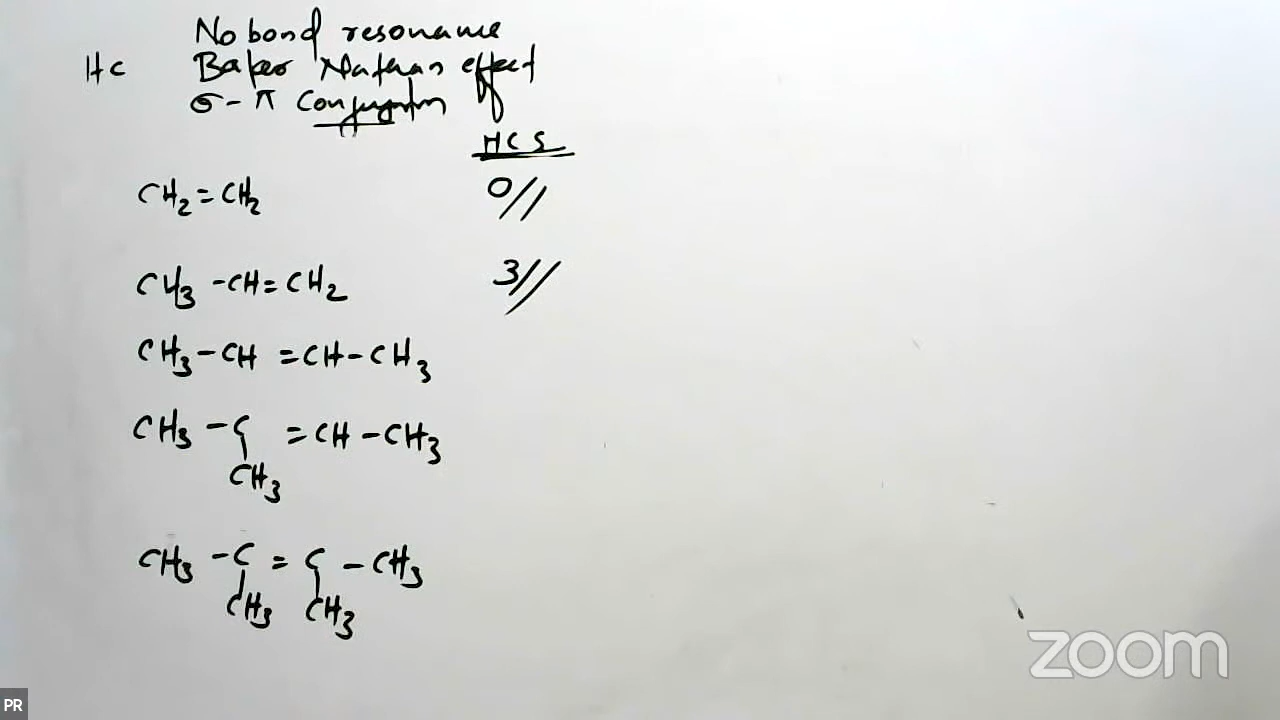 No bond resonance
HC Baker Nathan effect
σ-π Conjugation
HCS
CH2=CH2 0//
CH3-CH=CH2 3//
CH3-CH=CH-CH3
CH3-C=CH-CH3
CH3
CH3-C=C-CH3
CH3 CH3
zoom
PR